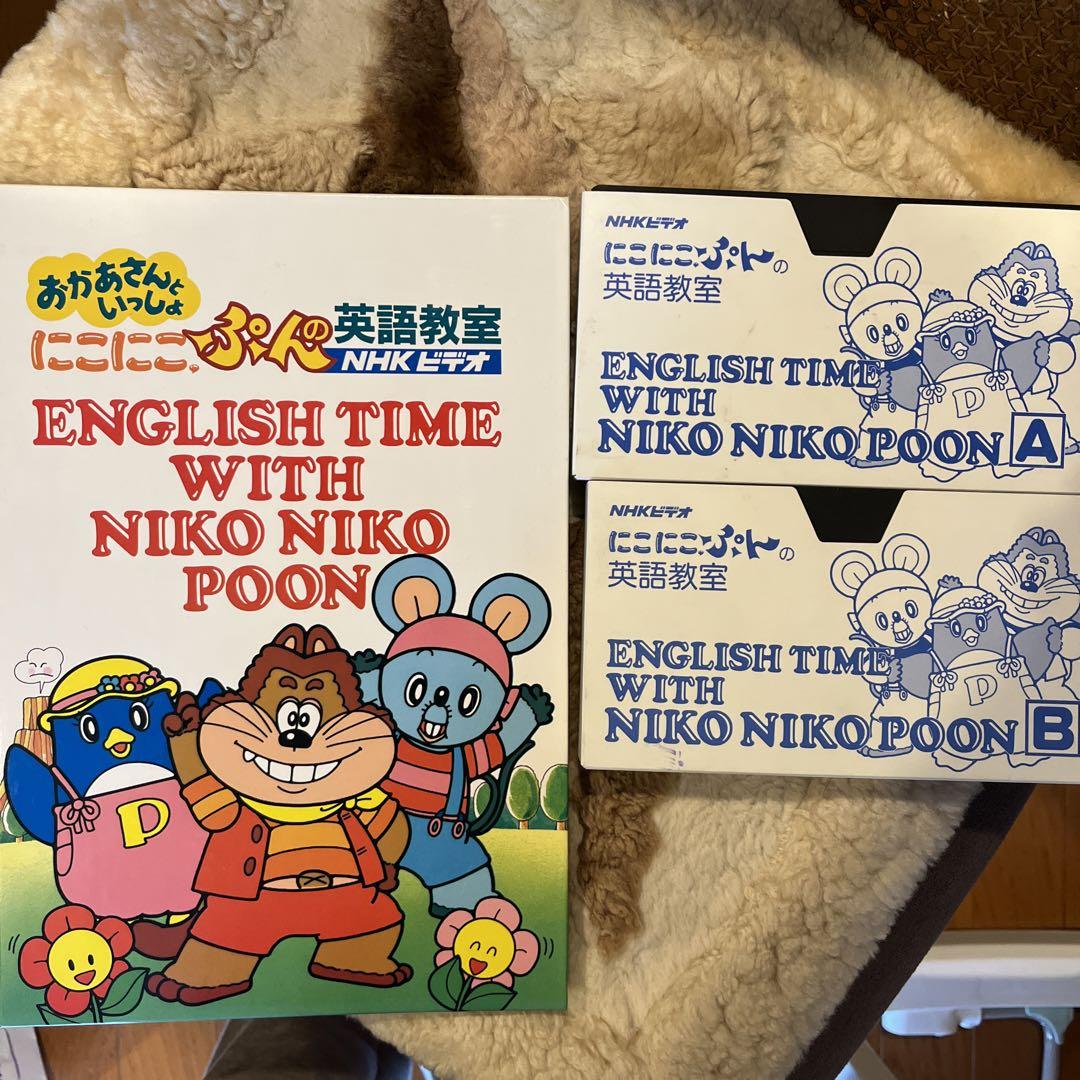 おかあさんと
いっしょ
にこにこ、ぷんの
英語教室
NHKビデオ
ENGLISH TIME
WITH
NIKO NIKO
POON
P
NHKビデオ
にこにこ、ぷんの
英語教室
ENGLISH TIME
WITH
NIKO NIKO POON A
P
NHKビデオ
にこにこ、ぷんの
英語教室
ENGLISH TIME
WITH
NIKO NIKO POON B
P